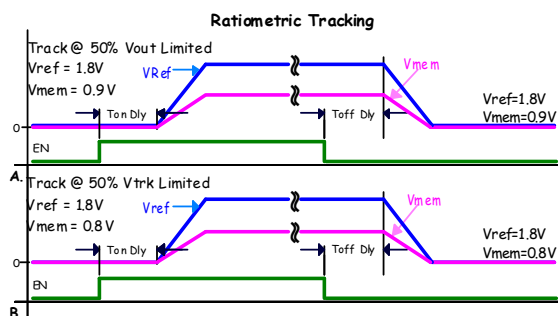 Ratiometric Tracking
Track @ 50% Vout Limited
Vref = 1.8V
Vmem = 0.9V
VRef
Vmem
Vref=1.8V
Vmem=0.9V
Ton Dly
Toff Dly
0
EN
A.
Track @ 50% Vtrk Limited
Vref = 1.8V
Vmem = 0.8V
Vref
Vmem
Vref=1.8V
Vmem=0.8V
Ton Dly
Toff Dly
0
EN
B.